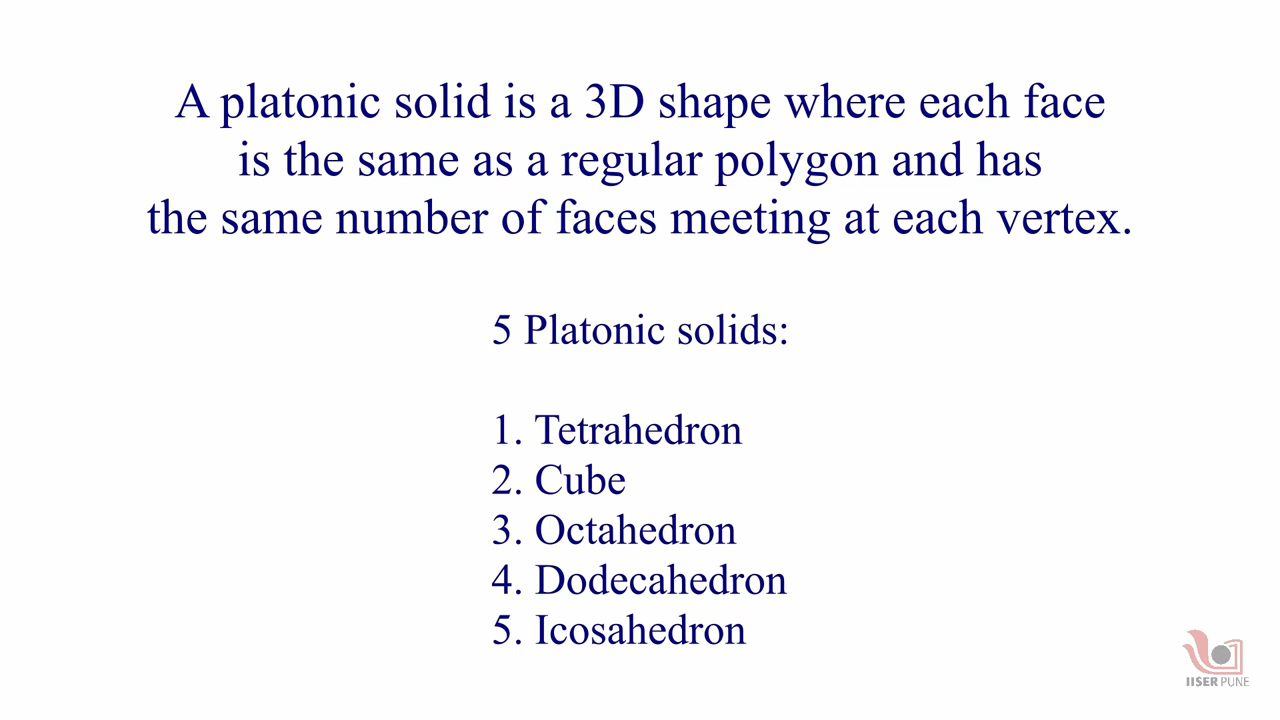 A platonic solid is a 3D shape where each face
is the same as a regular polygon and has
the same number of faces meeting at each vertex.
5 Platonic solids:
1. Tetrahedron
2. Cube
3. Octahedron
4. Dodecahedron
5. Icosahedron
IISER PUNE